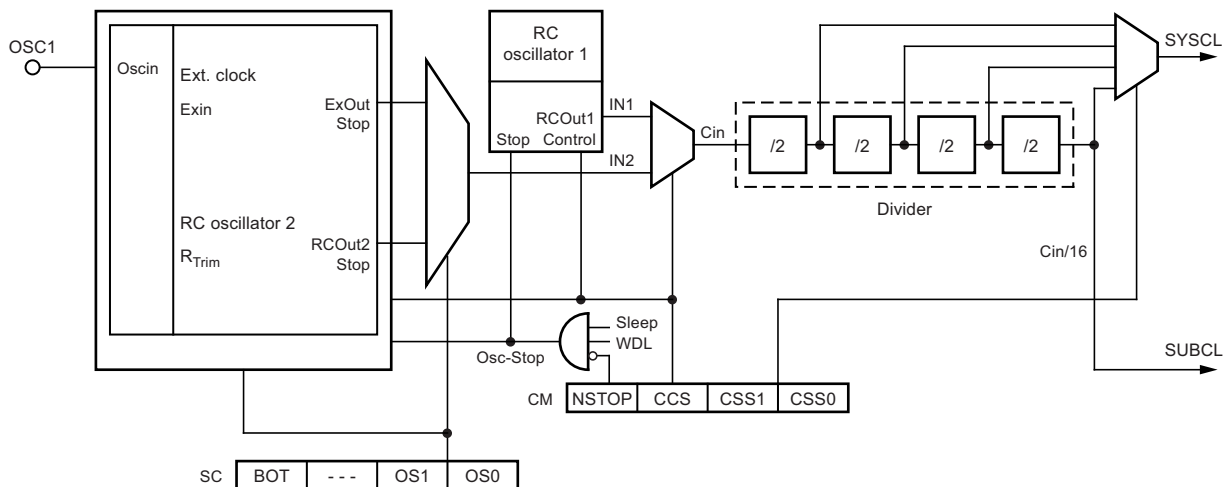 OSC1
Oscin
Ext. clock
Exin
ExOut
Stop
RC oscillator 2
RTrim
RCOut2
Stop
RC
oscillator 1
RCOut1
Stop Control
IN1
IN2
Cin
/2 /2 /2 /2
Divider
SYSCL
Cin/16
SUBCL
Sleep
WDL
Osc-Stop
CM NSTOP CCS CSS1 CSS0
SC BOT - - - OS1 OS0